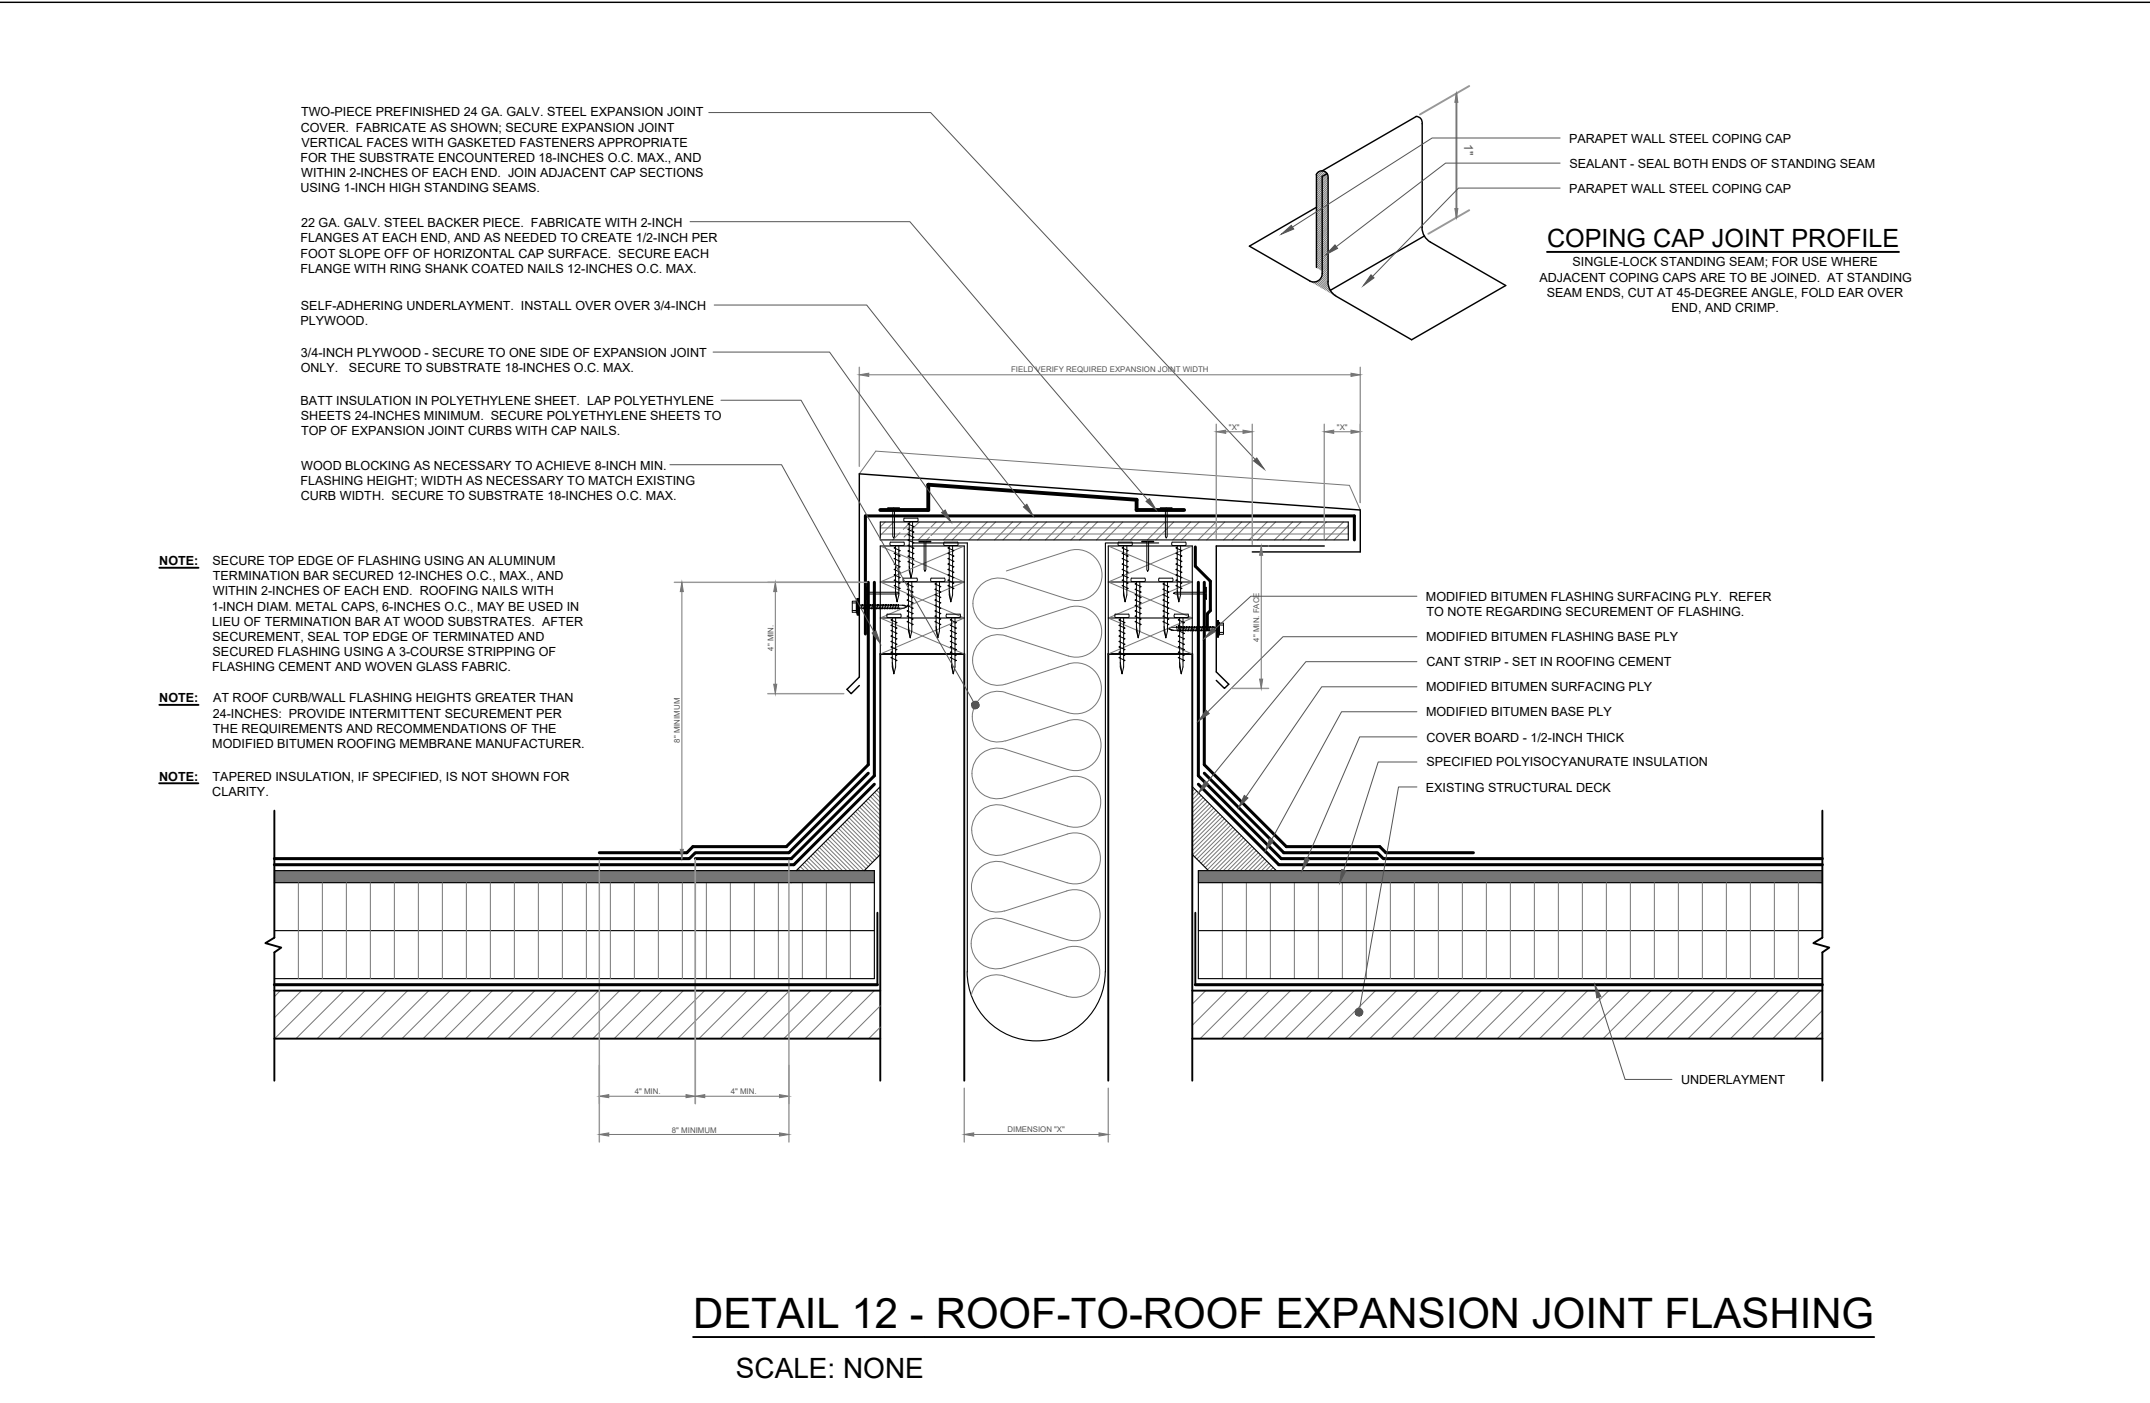 TWO-PIECE PREFINISHED 24 GA. GALV. STEEL EXPANSION JOINT
COVER.  FABRICATE AS SHOWN; SECURE EXPANSION JOINT
VERTICAL FACES WITH GASKETED FASTENERS APPROPRIATE
FOR THE SUBSTRATE ENCOUNTERED 18-INCHES O.C. MAX., AND
WITHIN 2-INCHES OF EACH END.  JOIN ADJACENT CAP SECTIONS
USING 1-INCH HIGH STANDING SEAMS.
22 GA. GALV. STEEL BACKER PIECE.  FABRICATE WITH 2-INCH
FLANGES AT EACH END, AND AS NEEDED TO CREATE 1/2-INCH PER
FOOT SLOPE OFF OF HORIZONTAL CAP SURFACE.  SECURE EACH
FLANGE WITH RING SHANK COATED NAILS 12-INCHES O.C. MAX.
SELF-ADHERING UNDERLAYMENT.  INSTALL OVER OVER 3/4-INCH
PLYWOOD.
3/4-INCH PLYWOOD - SECURE TO ONE SIDE OF EXPANSION JOINT
ONLY.   SECURE TO SUBSTRATE 18-INCHES O.C. MAX.
BATT INSULATION IN POLYETHYLENE SHEET.  LAP POLYETHYLENE
SHEETS 24-INCHES MINIMUM.  SECURE POLYETHYLENE SHEETS TO
TOP OF EXPANSION JOINT CURBS WITH CAP NAILS.
WOOD BLOCKING AS NECESSARY TO ACHIEVE 8-INCH MIN.
FLASHING HEIGHT; WIDTH AS NECESSARY TO MATCH EXISTING
CURB WIDTH.  SECURE TO SUBSTRATE 18-INCHES O.C. MAX.
NOTE: SECURE TOP EDGE OF FLASHING USING AN ALUMINUM
TERMINATION BAR SECURED 12-INCHES O.C., MAX., AND
WITHIN 2-INCHES OF EACH END.  ROOFING NAILS WITH
1-INCH DIAM. METAL CAPS, 6-INCHES O.C., MAY BE USED IN
LIEU OF TERMINATION BAR AT WOOD SUBSTRATES.  AFTER
SECUREMENT, SEAL TOP EDGE OF TERMINATED AND
SECURED FLASHING USING A 3-COURSE STRIPPING OF
FLASHING CEMENT AND WOVEN GLASS FABRIC.
NOTE: AT ROOF CURB/WALL FLASHING HEIGHTS GREATER THAN
24-INCHES:  PROVIDE INTERMITTENT SECUREMENT PER
THE REQUIREMENTS AND RECOMMENDATIONS OF THE
MODIFIED BITUMEN ROOFING MEMBRANE MANUFACTURER.
NOTE: TAPERED INSULATION, IF SPECIFIED, IS NOT SHOWN FOR
CLARITY.
1"
PARAPET WALL STEEL COPING CAP
SEALANT - SEAL BOTH ENDS OF STANDING SEAM
PARAPET WALL STEEL COPING CAP
COPING CAP JOINT PROFILE
SINGLE-LOCK STANDING SEAM; FOR USE WHERE
ADJACENT COPING CAPS ARE TO BE JOINED.  AT STANDING
SEAM ENDS, CUT AT 45-DEGREE ANGLE, FOLD EAR OVER
END, AND CRIMP.
FIELD VERIFY REQUIRED EXPANSION JOINT WIDTH
"X"
"X"
4" MIN.
8" MINIMUM
4" MIN. FACE
MODIFIED BITUMEN FLASHING SURFACING PLY.  REFER
TO NOTE REGARDING SECUREMENT OF FLASHING.
MODIFIED BITUMEN FLASHING BASE PLY
CANT STRIP - SET IN ROOFING CEMENT
MODIFIED BITUMEN SURFACING PLY
MODIFIED BITUMEN BASE PLY
COVER BOARD - 1/2-INCH THICK
SPECIFIED POLYISOCYANURATE INSULATION
EXISTING STRUCTURAL DECK
UNDERLAYMENT
4" MIN.
4" MIN.
8" MINIMUM
DIMENSION "X"
DETAIL 12 - ROOF-TO-ROOF EXPANSION JOINT FLASHING
SCALE: NONE